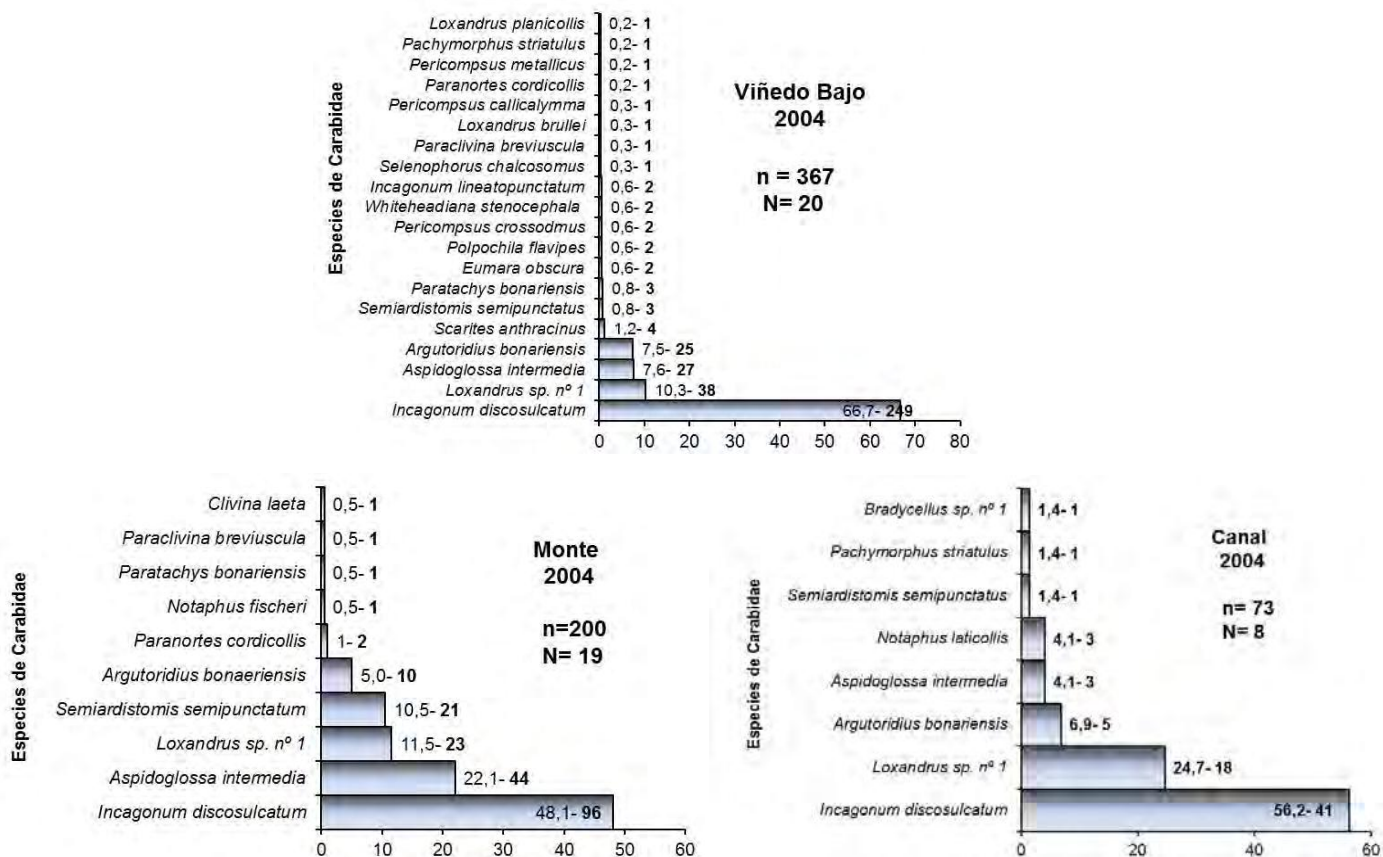 Especies de Carabidae
Loxandrus planicollis 0,2- 1
Pachymorphus striatulus 0,2- 1
Pericompsus metallicus 0,2- 1
Paranortes cordicollis 0,2- 1
Pericompsus callicalymma 0,3- 1
Loxandrus brullei 0,3- 1
Paraclivina breviuscula 0,3- 1
Selenophorus chalcosomus 0,3- 1
Incagonum lineatopunctatum 0,6- 2
Whiteheadiana stenocephala 0,6- 2
Pericompsus crossodmus 0,6- 2
Polpochila flavipes 0,6- 2
Eumara obscura 0,6- 2
Paratachys bonariensis 0,8- 3
Semiardistomis semipunctatus 0,8- 3
Scarites anthracinus 1,2- 4
Argutoridius bonariensis 7,5- 25
Aspidoglossa intermedia 7,6- 27
Loxandrus sp. nº 1 10,3- 38
Incagonum discosulcatum 66,7- 249
0 10 20 30 40 50 60 70 80
Viñedo Bajo
2004
n = 367
N= 20
Especies de Carabidae
Clivina laeta 0,5- 1
Paraclivina breviuscula 0,5- 1
Paratachys bonariensis 0,5- 1
Notaphus fischeri 0,5- 1
Paranortes cordicollis 1- 2
Argutoridius bonaeriensis 5,0- 10
Semiardistomis semipunctatum 10,5- 21
Loxandrus sp. nº 1 11,5- 23
Aspidoglossa intermedia 22,1- 44
Incagonum discosulcatum 48,1- 96
0 10 20 30 40 50 60
Monte
2004
n=200
N= 19
Especies de Carabidae
Bradycellus sp. nº 1 1,4- 1
Pachymorphus striatulus 1,4- 1
Semiardistomis semipunctatus 1,4- 1
Notaphus laticollis 4,1- 3
Aspidoglossa intermedia 4,1- 3
Argutoridius bonariensis 6,9- 5
Loxandrus sp. nº 1 24,7- 18
Incagonum discosulcatum 56,2- 41
0 20 40 60
Canal
2004
n= 73
N= 8